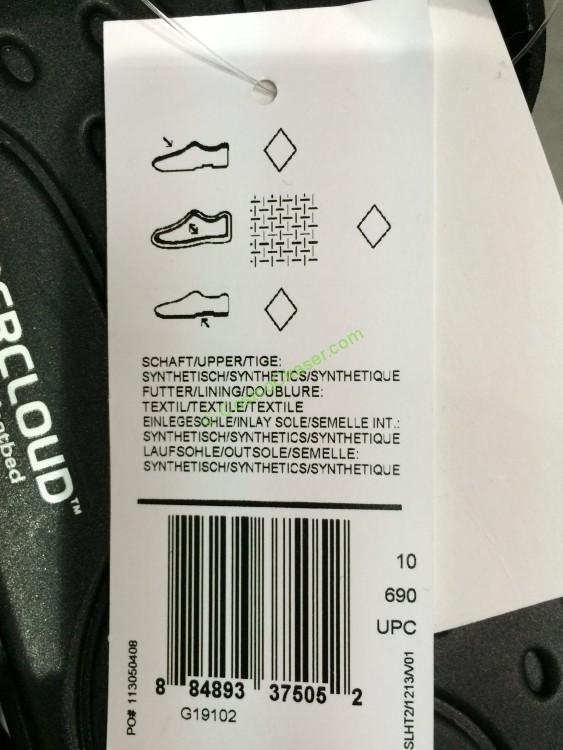 SCHAFT/UPPER/TIGE:
SYNTHETISCH/SYNTHETICS/SYNTHETIQUE
FUTTER/LINING/DOUBLURE:
TEXTIL/TEXTILE/TEXTILE
EINLEGESOHLE/INLAY SOLE/SEMELLE INT.:
SYNTHETISCH/SYNTHETICS/SYNTHETIQUE
LAUFSOHLE/OUTSOLE/SEMELLE:
SYNTHETISCH/SYNTHETICS/SYNTHETIQUE
10
690
UPC
8 84893 37505 2
G19102
PO# 113050408
SLHT2/1213/V01
ERCLOUD™